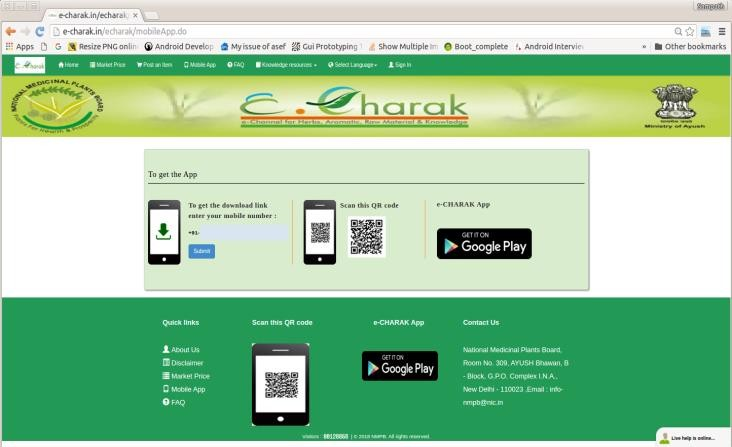 Sampath
e-charak.in/echarak/ ×
e-charak.in/echarak/mobileApp.do
Apps G Resize PNG onlin Android Develop My issue of asef Gui Prototyping T Show Multiple Im Boot_complete Android Interviev » Other bookmarks
e-Charak Home Market Price Post an Item Mobile App FAQ Knowledge resources Select Language Sign In
NATIONAL MEDICINAL PLANTS BOARD
Plants For Health & Prosperity
e-Charak
e-Channel for Herbs, Aromatic, Raw Material & Knowledge
Ministry of Ayush
To get the App
To get the download link
enter your mobile number :
+91-
Submit
Scan this QR code
e-CHARAK App
GET IT ON
Google Play
Quick links
About Us
Disclaimer
Market Price
Mobile App
FAQ
Scan this QR code
e-CHARAK App
GET IT ON
Google Play
Contact Us
National Medicinal Plants Board,
Room No. 309, AYUSH Bhawan, B
- Block, G.P.O. Complex I.N.A.,
New Delhi - 110023 ,Email : info-
nmpb@nic.in
Visitors : 00128868 | © 2018 NMPB. All rights reserved.
Live help is online...